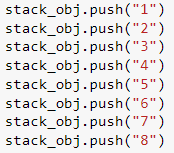 stack_obj.push("1")
stack_obj.push("2")
stack_obj.push("3")
stack_obj.push("4")
stack_obj.push("5")
stack_obj.push("6")
stack_obj.push("7")
stack_obj.push("8")